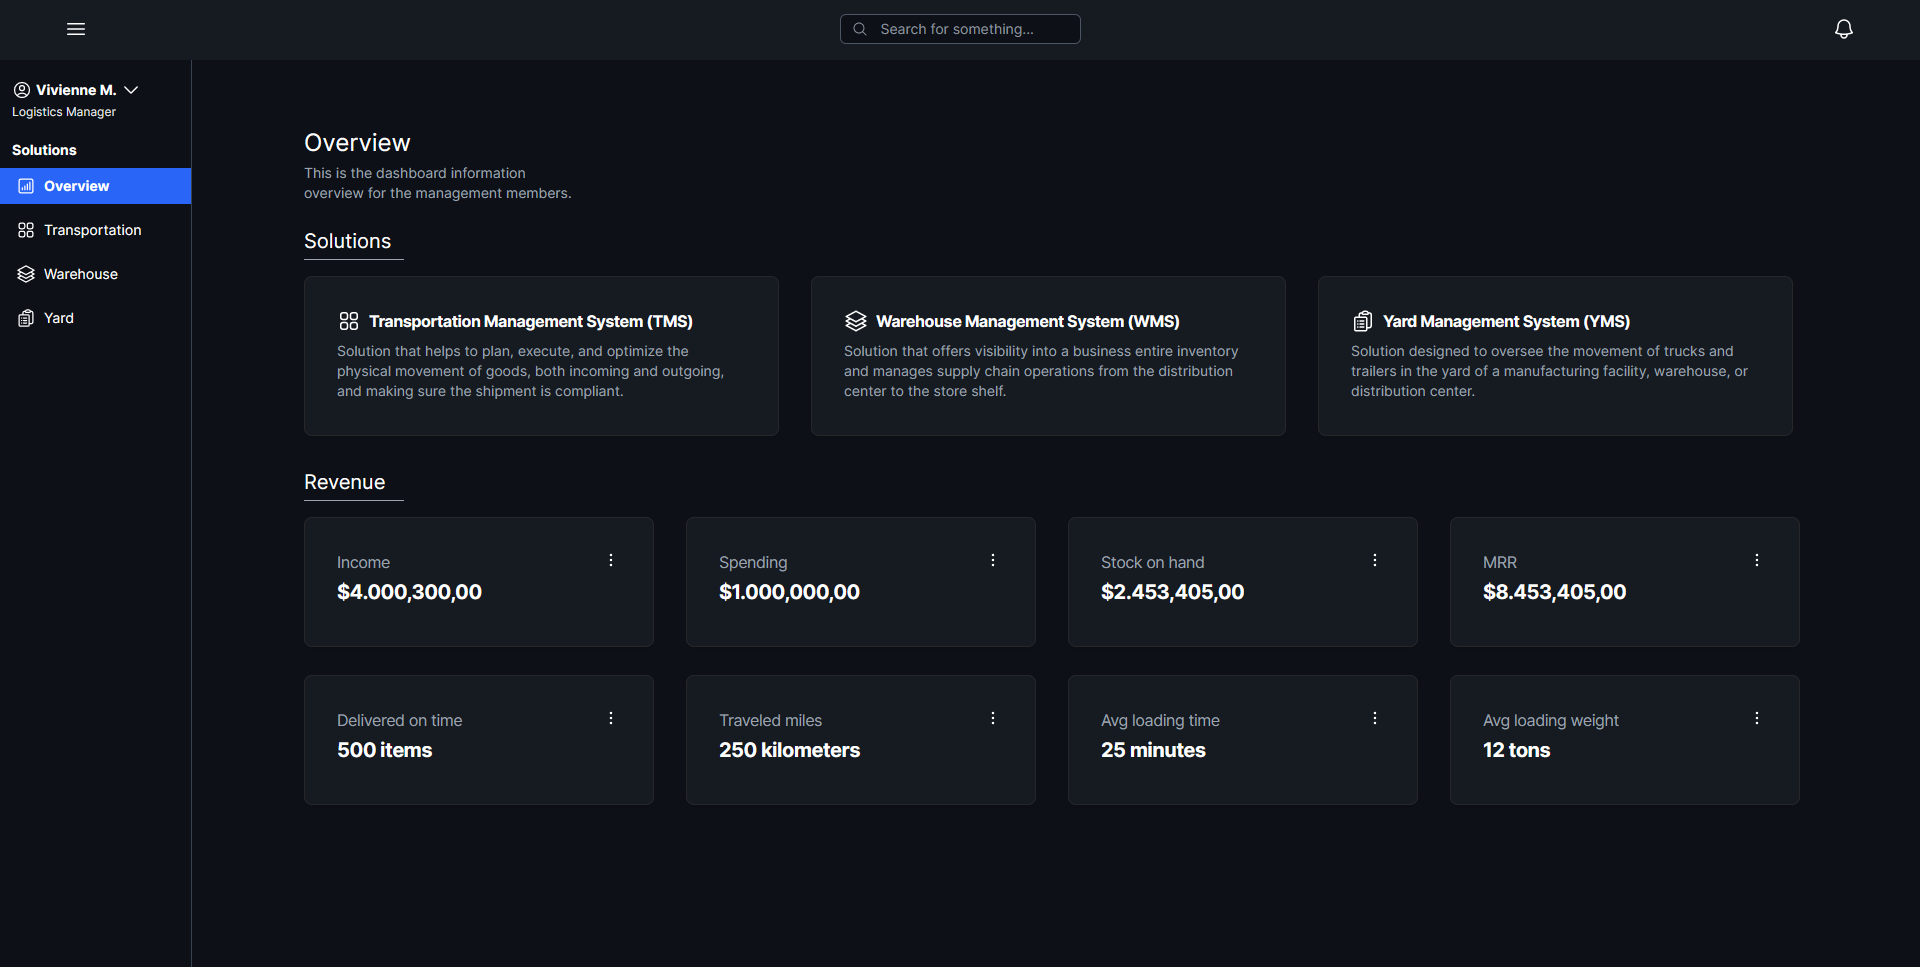 Search for something...
Vivienne M.
Logistics Manager
Solutions
Overview
Transportation
Warehouse
Yard
Overview
This is the dashboard information
overview for the management members.
Solutions
Transportation Management System (TMS)
Solution that helps to plan, execute, and optimize the
physical movement of goods, both incoming and outgoing,
and making sure the shipment is compliant.
Warehouse Management System (WMS)
Solution that offers visibility into a business entire inventory
and manages supply chain operations from the distribution
center to the store shelf.
Yard Management System (YMS)
Solution designed to oversee the movement of trucks and
trailers in the yard of a manufacturing facility, warehouse, or
distribution center.
Revenue
Income
$4.000,300,00
Spending
$1.000,000,00
Stock on hand
$2.453,405,00
MRR
$8.453,405,00
Delivered on time
500 items
Traveled miles
250 kilometers
Avg loading time
25 minutes
Avg loading weight
12 tons